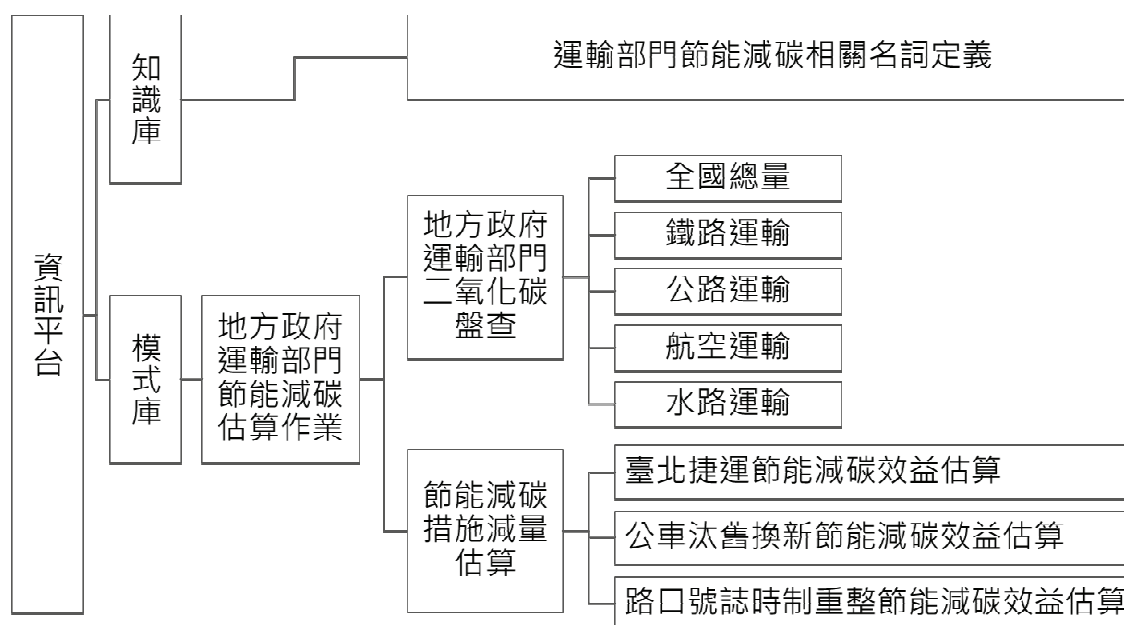 資訊平台
知識庫
運輸部門節能減碳相關名詞定義
模式庫
地方政府
運輸部門
節能減碳
估算作業
地方政府
運輸部門
二氧化碳
盤查
全國總量
鐵路運輸
公路運輸
航空運輸
水路運輸
節能減碳
措施減量
估算
臺北捷運節能減碳效益估算
公車汰舊換新節能減碳效益估算
路口號誌時制重整節能減碳效益估算